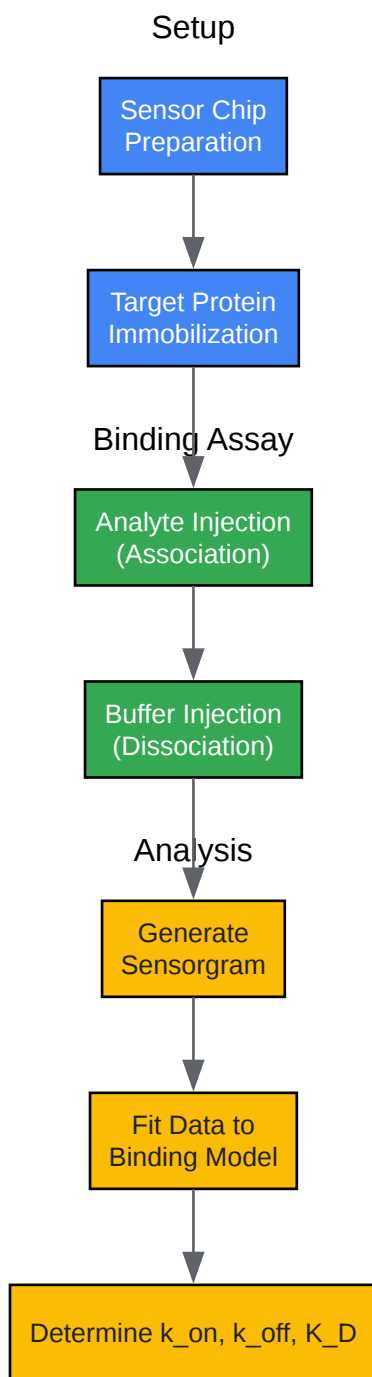 Setup
Sensor Chip
Preparation
Target Protein
Immobilization
Binding Assay
Analyte Injection
(Association)
Buffer Injection
(Dissociation)
Analysis
Generate
Sensorgram
Fit Data to
Binding Model
Determine k_on, k_off, K_D